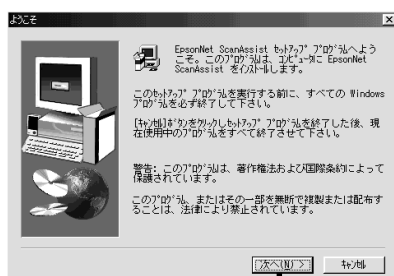 ようこそ
EpsonNet ScanAssist ｾｯﾄｱｯﾌﾟ ﾌﾟﾛｸﾞﾗﾑへよう
こそ。このﾌﾟﾛｸﾞﾗﾑは、ｺﾝﾋﾟｭｰﾀに EpsonNet
ScanAssist をｲﾝｽﾄｰﾙします。
このｾｯﾄｱｯﾌﾟ ﾌﾟﾛｸﾞﾗﾑを実行する前に、すべての Windows
ﾌﾟﾛｸﾞﾗﾑを必ず終了して下さい。
[ｷｬﾝｾﾙ]ﾎﾞﾀﾝをｸﾘｯｸしｾｯﾄｱｯﾌﾟ ﾌﾟﾛｸﾞﾗﾑを終了した後、現
在使用中のﾌﾟﾛｸﾞﾗﾑをすべて終了させて下さい。
警告: このﾌﾟﾛｸﾞﾗﾑは、著作権法および国際条約によって
保護されています。
このﾌﾟﾛｸﾞﾗﾑ、またはその一部を無断で複製または配布す
ることは、法律により禁止されています。
次へ(N) >
ｷｬﾝｾﾙ